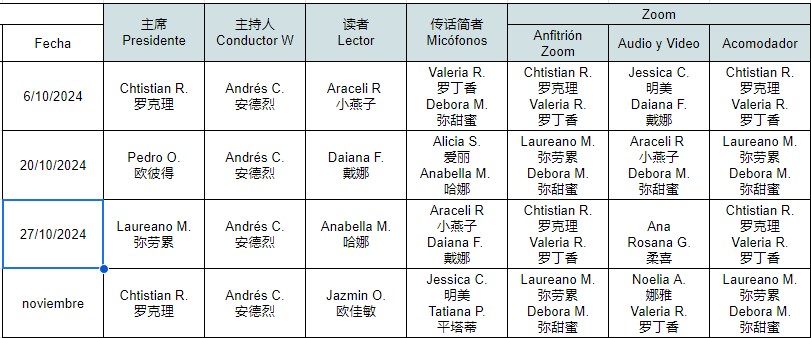 Zoom
主席
Presidente
主持人
Conductor W
读者
Lector
传话简者
Micófonos
Fecha
Anfitrión
Zoom
Audio y Video
Acomodador
6/10/2024
Chtistian R.
罗克理
Andrés C.
安德烈
Araceli R
小燕子
Valeria R.
罗丁香
Debora M.
弥甜蜜
Chtistian R.
罗克理
Valeria R.
罗丁香
Jessica C.
明美
Daiana F.
戴娜
Chtistian R.
罗克理
Valeria R.
罗丁香
20/10/2024
Pedro O.
欧彼得
Andrés C.
安德烈
Daiana F.
戴娜
Alicia S.
爱丽
Anabella M.
哈娜
Laureano M.
弥劳累
Debora M.
弥甜蜜
Araceli R
小燕子
Debora M.
弥甜蜜
Laureano M.
弥劳累
Debora M.
弥甜蜜
27/10/2024
Laureano M.
弥劳累
Andrés C.
安德烈
Anabella M.
哈娜
Araceli R
小燕子
Daiana F.
戴娜
Chtistian R.
罗克理
Valeria R.
罗丁香
Ana
Rosana G.
柔喜
Chtistian R.
罗克理
Valeria R.
罗丁香
noviembre
Chtistian R.
罗克理
Andrés C.
安德烈
Jazmin O.
欧佳敏
Jessica C.
明美
Tatiana P.
平塔蒂
Laureano M.
弥劳累
Debora M.
弥甜蜜
Noelia A.
娜雅
Valeria R.
罗丁香
Laureano M.
弥劳累
Debora M.
弥甜蜜